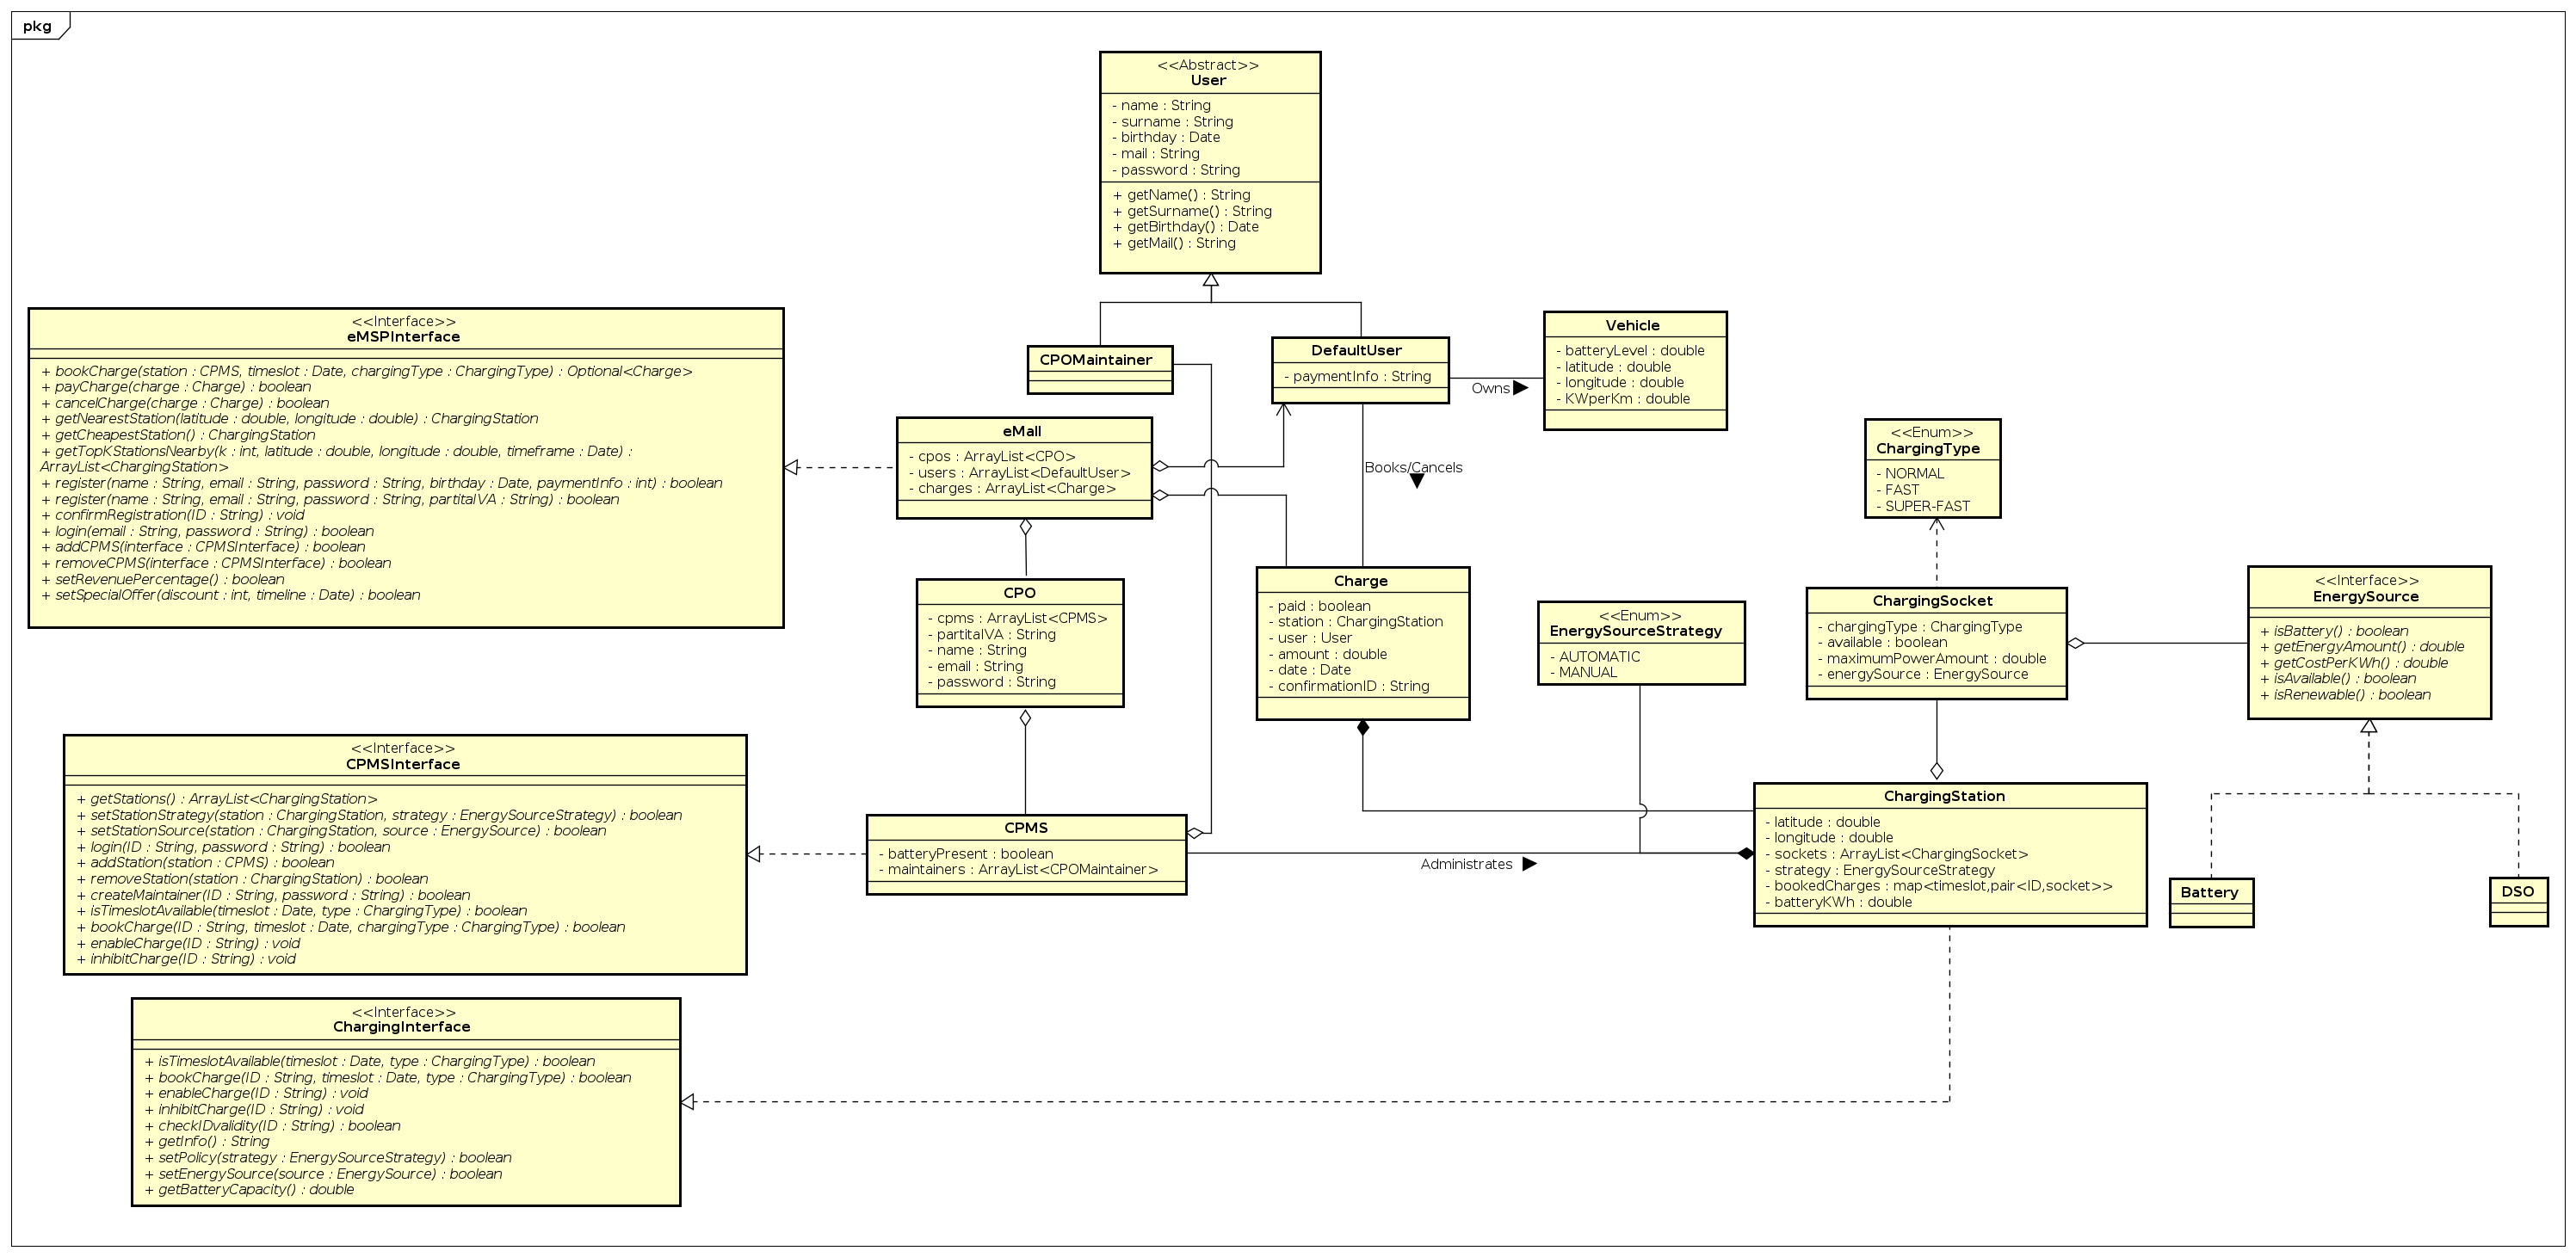 pkg
<<Abstract>>
User
- name : String
- surname : String
- birthday : Date
- mail : String
- password : String
+ getName() : String
+ getSurname() : String
+ getBirthday() : Date
+ getMail() : String
<<Interface>>
eMSPInterface
+ bookCharge(station : CPMS, timeslot : Date, chargingType : ChargingType) : Optional<Charge>
+ payCharge(charge : Charge) : boolean
+ cancelCharge(charge : Charge) : boolean
+ getNearestStation(latitude : double, longitude : double) : ChargingStation
+ getCheapestStation() : ChargingStation
+ getTopKStationsNearby(k : int, latitude : double, longitude : double, timeframe : Date) :
ArrayList<ChargingStation>
+ register(name : String, email : String, password : String, birthday : Date, paymentInfo : int) : boolean
+ register(name : String, email : String, password : String, partitaIVA : String) : boolean
+ confirmRegistration(ID : String) : void
+ login(email : String, password : String) : boolean
+ addCPMS(interface : CPMSInterface) : boolean
+ removeCPMS(interface : CPMSInterface) : boolean
+ setRevenuePercentage() : boolean
+ setSpecialOffer(discount : int, timeline : Date) : boolean
CPOMaintainer
DefaultUser
- paymentInfo : String
Owns
Vehicle
- batteryLevel : double
- latitude : double
- longitude : double
- KWperKm : double
eMall
- cpos : ArrayList<CPO>
- users : ArrayList<DefaultUser>
- charges : ArrayList<Charge>
Books/Cancels
<<Enum>>
ChargingType
- NORMAL
- FAST
- SUPER-FAST
CPO
- cpms : ArrayList<CPMS>
- partitaIVA : String
- name : String
- email : String
- password : String
Charge
- paid : boolean
- station : ChargingStation
- user : User
- amount : double
- date : Date
- confirmationID : String
<<Enum>>
EnergySourceStrategy
- AUTOMATIC
- MANUAL
ChargingSocket
- chargingType : ChargingType
- available : boolean
- maximumPowerAmount : double
- energySource : EnergySource
<<Interface>>
EnergySource
+ isBattery() : boolean
+ getEnergyAmount() : double
+ getCostPerKWh() : double
+ isAvailable() : boolean
+ isRenewable() : boolean
<<Interface>>
CPMSInterface
+ getStations() : ArrayList<ChargingStation>
+ setStationStrategy(station : ChargingStation, strategy : EnergySourceStrategy) : boolean
+ setStationSource(station : ChargingStation, source : EnergySource) : boolean
+ login(ID : String, password : String) : boolean
+ addStation(station : CPMS) : boolean
+ removeStation(station : ChargingStation) : boolean
+ createMaintainer(ID : String, password : String) : boolean
+ isTimeslotAvailable(timeslot : Date, type : ChargingType) : boolean
+ bookCharge(ID : String, timeslot : Date, chargingType : ChargingType) : boolean
+ enableCharge(ID : String) : void
+ inhibitCharge(ID : String) : void
CPMS
- batteryPresent : boolean
- maintainers : ArrayList<CPOMaintainer>
Administrates
ChargingStation
- latitude : double
- longitude : double
- sockets : ArrayList<ChargingSocket>
- strategy : EnergySourceStrategy
- bookedCharges : map<timeslot,pair<ID,socket>>
- batteryKWh : double
Battery
DSO
<<Interface>>
ChargingInterface
+ isTimeslotAvailable(timeslot : Date, type : ChargingType) : boolean
+ bookCharge(ID : String, timeslot : Date, type : ChargingType) : boolean
+ enableCharge(ID : String) : void
+ inhibitCharge(ID : String) : void
+ checkIDvalidity(ID : String) : boolean
+ getInfo() : String
+ setPolicy(strategy : EnergySourceStrategy) : boolean
+ setEnergySource(source : EnergySource) : boolean
+ getBatteryCapacity() : double